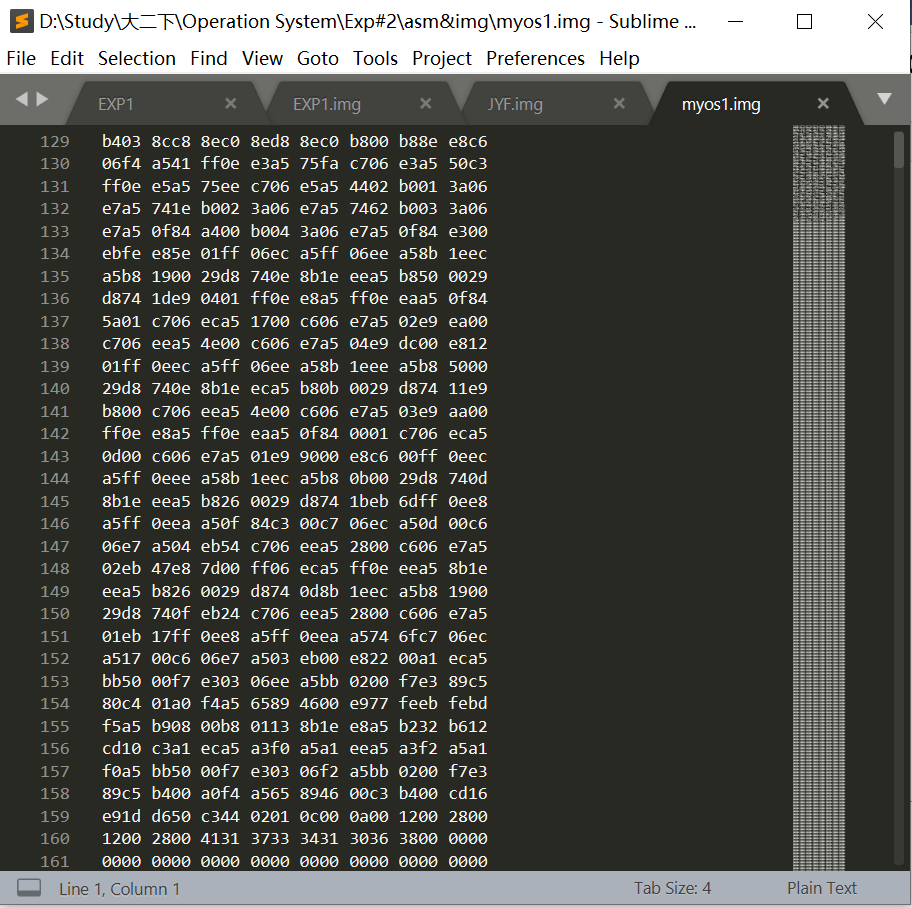 D:\Study\大二下\Operation System\Exp#2\asm&img\myos1.img - Sublime ...
File Edit Selection Find View Goto Tools Project Preferences Help
EXP1 EXP1.img JYF.img myos1.img
129 b403 8cc8 8ec0 8ed8 8ec0 b800 b88e e8c6
130 06f4 a541 ff0e e3a5 75fa c706 e3a5 50c3
131 ff0e e5a5 75ee c706 e5a5 4402 b001 3a06
132 e7a5 741e b002 3a06 e7a5 7462 b003 3a06
133 e7a5 0f84 a400 b004 3a06 e7a5 0f84 e300
134 ebfe e85e 01ff 06ec a5ff 06ee a58b 1eec
135 a5b8 1900 29d8 740e 8b1e eea5 b850 0029
136 d874 1de9 0401 ff0e e8a5 ff0e eaa5 0f84
137 5a01 c706 eca5 1700 c606 e7a5 02e9 ea00
138 c706 eea5 4e00 c606 e7a5 04e9 dc00 e812
139 01ff 0eec a5ff 06ee a58b 1eee a5b8 5000
140 29d8 740e 8b1e eca5 b80b 0029 d874 11e9
141 b800 c706 eea5 4e00 c606 e7a5 03e9 aa00
142 ff0e e8a5 ff0e eaa5 0f84 0001 c706 eca5
143 0d00 c606 e7a5 01e9 9000 e8c6 00ff 0eec
144 a5ff 0eee a58b 1eec a5b8 0b00 29d8 740d
145 8b1e eea5 b826 0029 d874 1beb 6dff 0ee8
146 a5ff 0eea a50f 84c3 00c7 06ec a50d 00c6
147 06e7 a504 eb54 c706 eea5 2800 c606 e7a5
148 02eb 47e8 7d00 ff06 eca5 ff0e eea5 8b1e
149 eea5 b826 0029 d874 0d8b 1eec a5b8 1900
150 29d8 740f eb24 c706 eea5 2800 c606 e7a5
151 01eb 17ff 0ee8 a5ff 0eea a574 6fc7 06ec
152 a517 00c6 06e7 a503 eb00 e822 00a1 eca5
153 bb50 00f7 e303 06ee a5bb 0200 f7e3 89c5
154 80c4 01a0 f4a5 6589 4600 e977 feeb febd
155 f5a5 b908 00b8 0113 8b1e e8a5 b232 b612
156 cd10 c3a1 eca5 a3f0 a5a1 eea5 a3f2 a5a1
157 f0a5 bb50 00f7 e303 06f2 a5bb 0200 f7e3
158 89c5 b400 a0f4 a565 8946 00c3 b400 cd16
159 e91d d650 c344 0201 0c00 0a00 1200 2800
160 1200 2800 4131 3733 3431 3036 3800 0000
161 0000 0000 0000 0000 0000 0000 0000 0000
Line 1, Column 1 Tab Size: 4 Plain Text